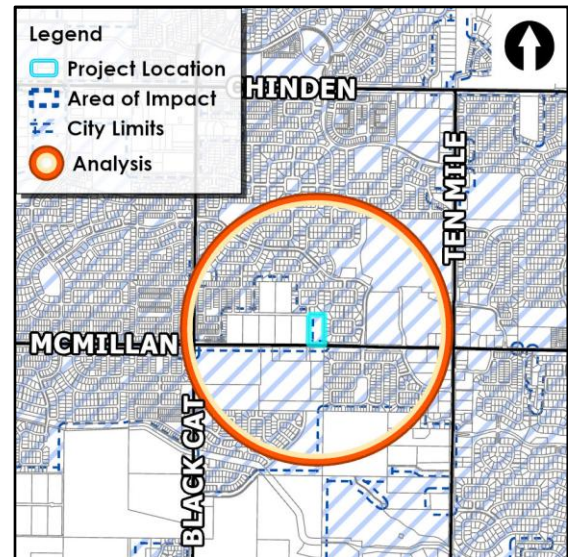 Legend
Project Location
Area of Impact
City Limits
Analysis
CHINDEN
TEN MILE
MCMILLAN
BLACK CAT